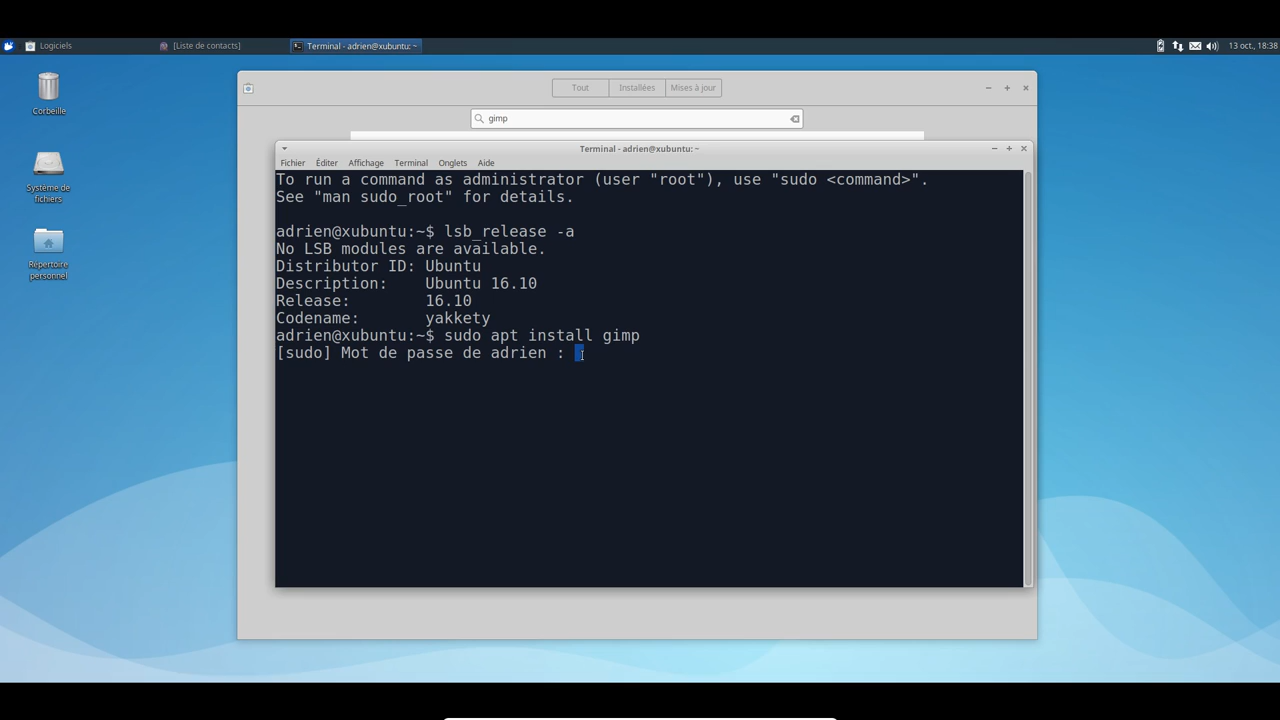 Logiciels
[Liste de contacts]
Terminal - adrien@xubuntu: ~
13 oct., 18:38
Corbeille
Système de
fichiers
Répertoire
personnel
Tout
Installées
Mises à jour
gimp
Terminal - adrien@xubuntu: ~
Fichier Éditer Affichage Terminal Onglets Aide
To run a command as administrator (user "root"), use "sudo <command>".
See "man sudo_root" for details.
adrien@xubuntu:~$ lsb_release -a
No LSB modules are available.
Distributor ID: Ubuntu
Description: Ubuntu 16.10
Release: 16.10
Codename: yakkety
adrien@xubuntu:~$ sudo apt install gimp
[sudo] Mot de passe de adrien :